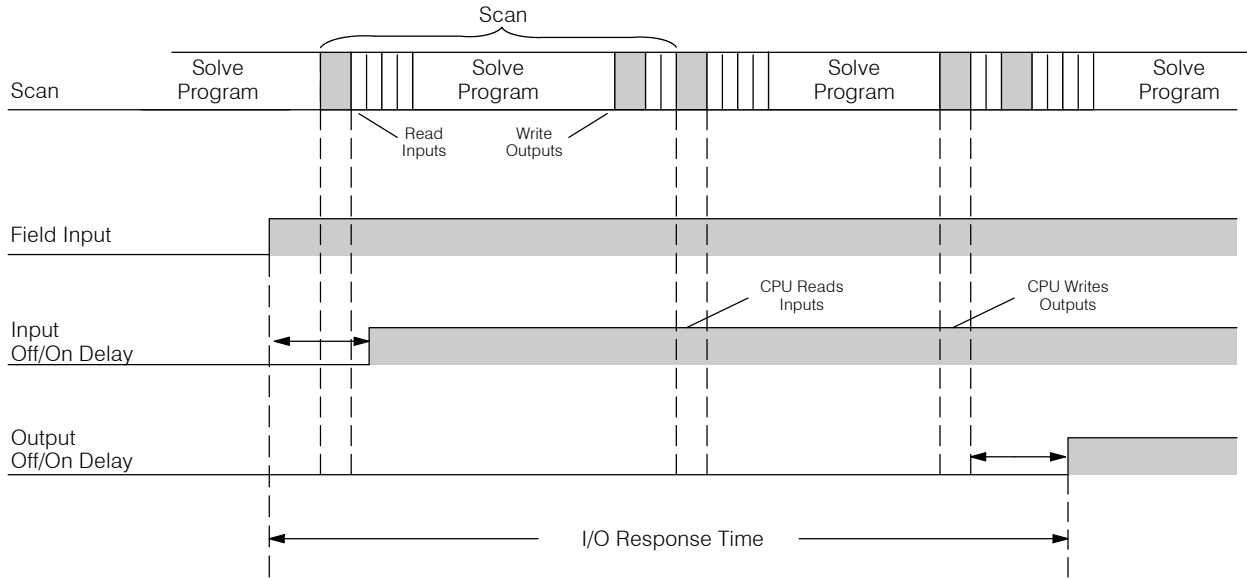 Scan
Scan
Solve
Program
Solve
Program
Solve
Program
Solve
Program
Read
Inputs
Write
Outputs
Field Input
CPU Reads
Inputs
CPU Writes
Outputs
Input
Off/On Delay
Output
Off/On Delay
I/O Response Time